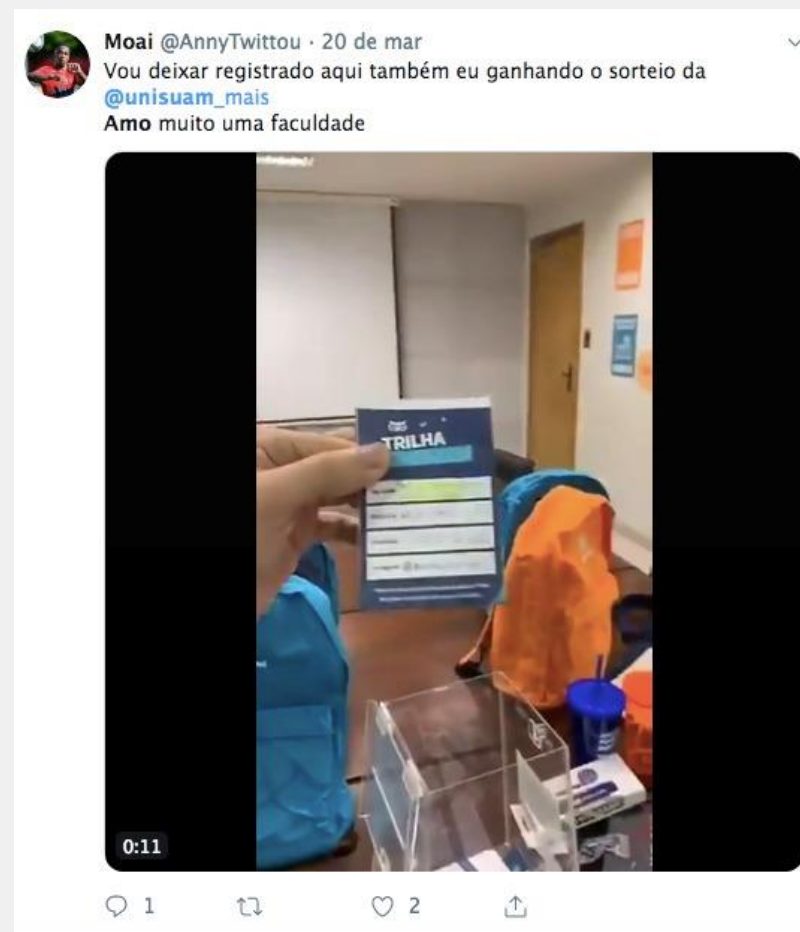 Moai @AnnyTwittou · 20 de mar
Vou deixar registrado aqui também eu ganhando o sorteio da
@unisuam_mais
Amo muito uma faculdade
TRILHA
0:11
1
2